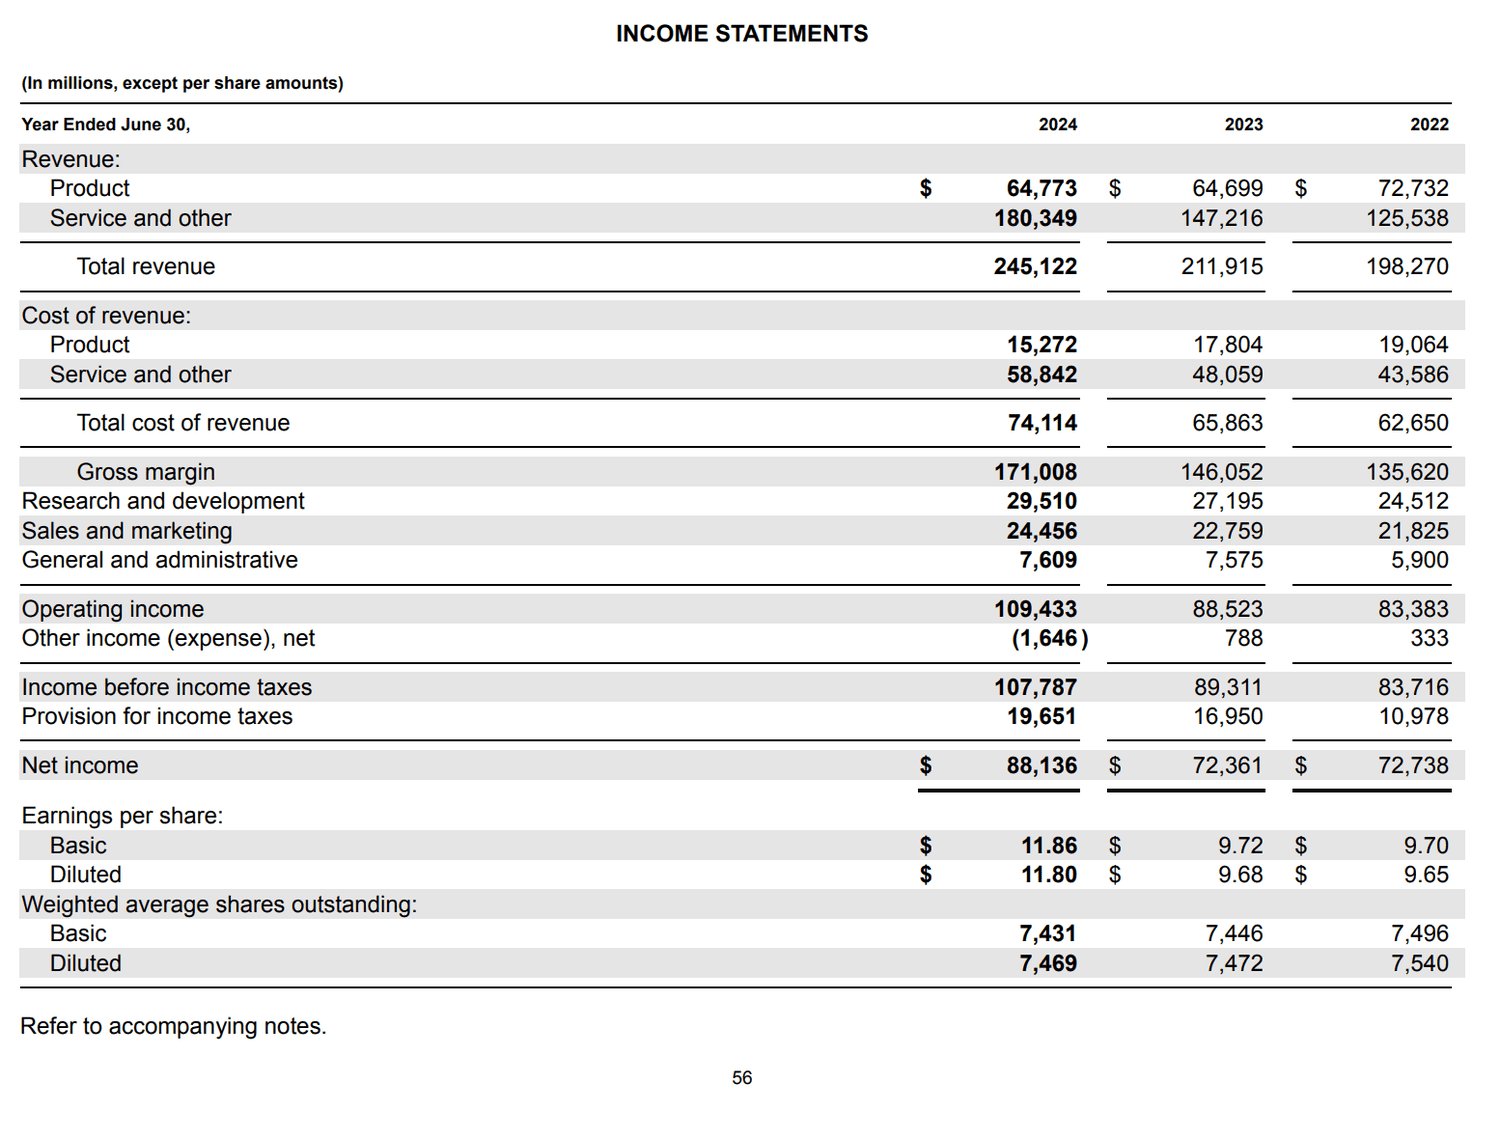 INCOME STATEMENTS
(In millions, except per share amounts)
Year Ended June 30, 2024 2023 2022
Revenue:
Product $ 64,773 $ 64,699 $ 72,732
Service and other 180,349 147,216 125,538
Total revenue 245,122 211,915 198,270
Cost of revenue:
Product 15,272 17,804 19,064
Service and other 58,842 48,059 43,586
Total cost of revenue 74,114 65,863 62,650
Gross margin 171,008 146,052 135,620
Research and development 29,510 27,195 24,512
Sales and marketing 24,456 22,759 21,825
General and administrative 7,609 7,575 5,900
Operating income 109,433 88,523 83,383
Other income (expense), net (1,646) 788 333
Income before income taxes 107,787 89,311 83,716
Provision for income taxes 19,651 16,950 10,978
Net income $ 88,136 $ 72,361 $ 72,738
Earnings per share:
Basic $ 11.86 $ 9.72 $ 9.70
Diluted $ 11.80 $ 9.68 $ 9.65
Weighted average shares outstanding:
Basic 7,431 7,446 7,496
Diluted 7,469 7,472 7,540
Refer to accompanying notes.
56